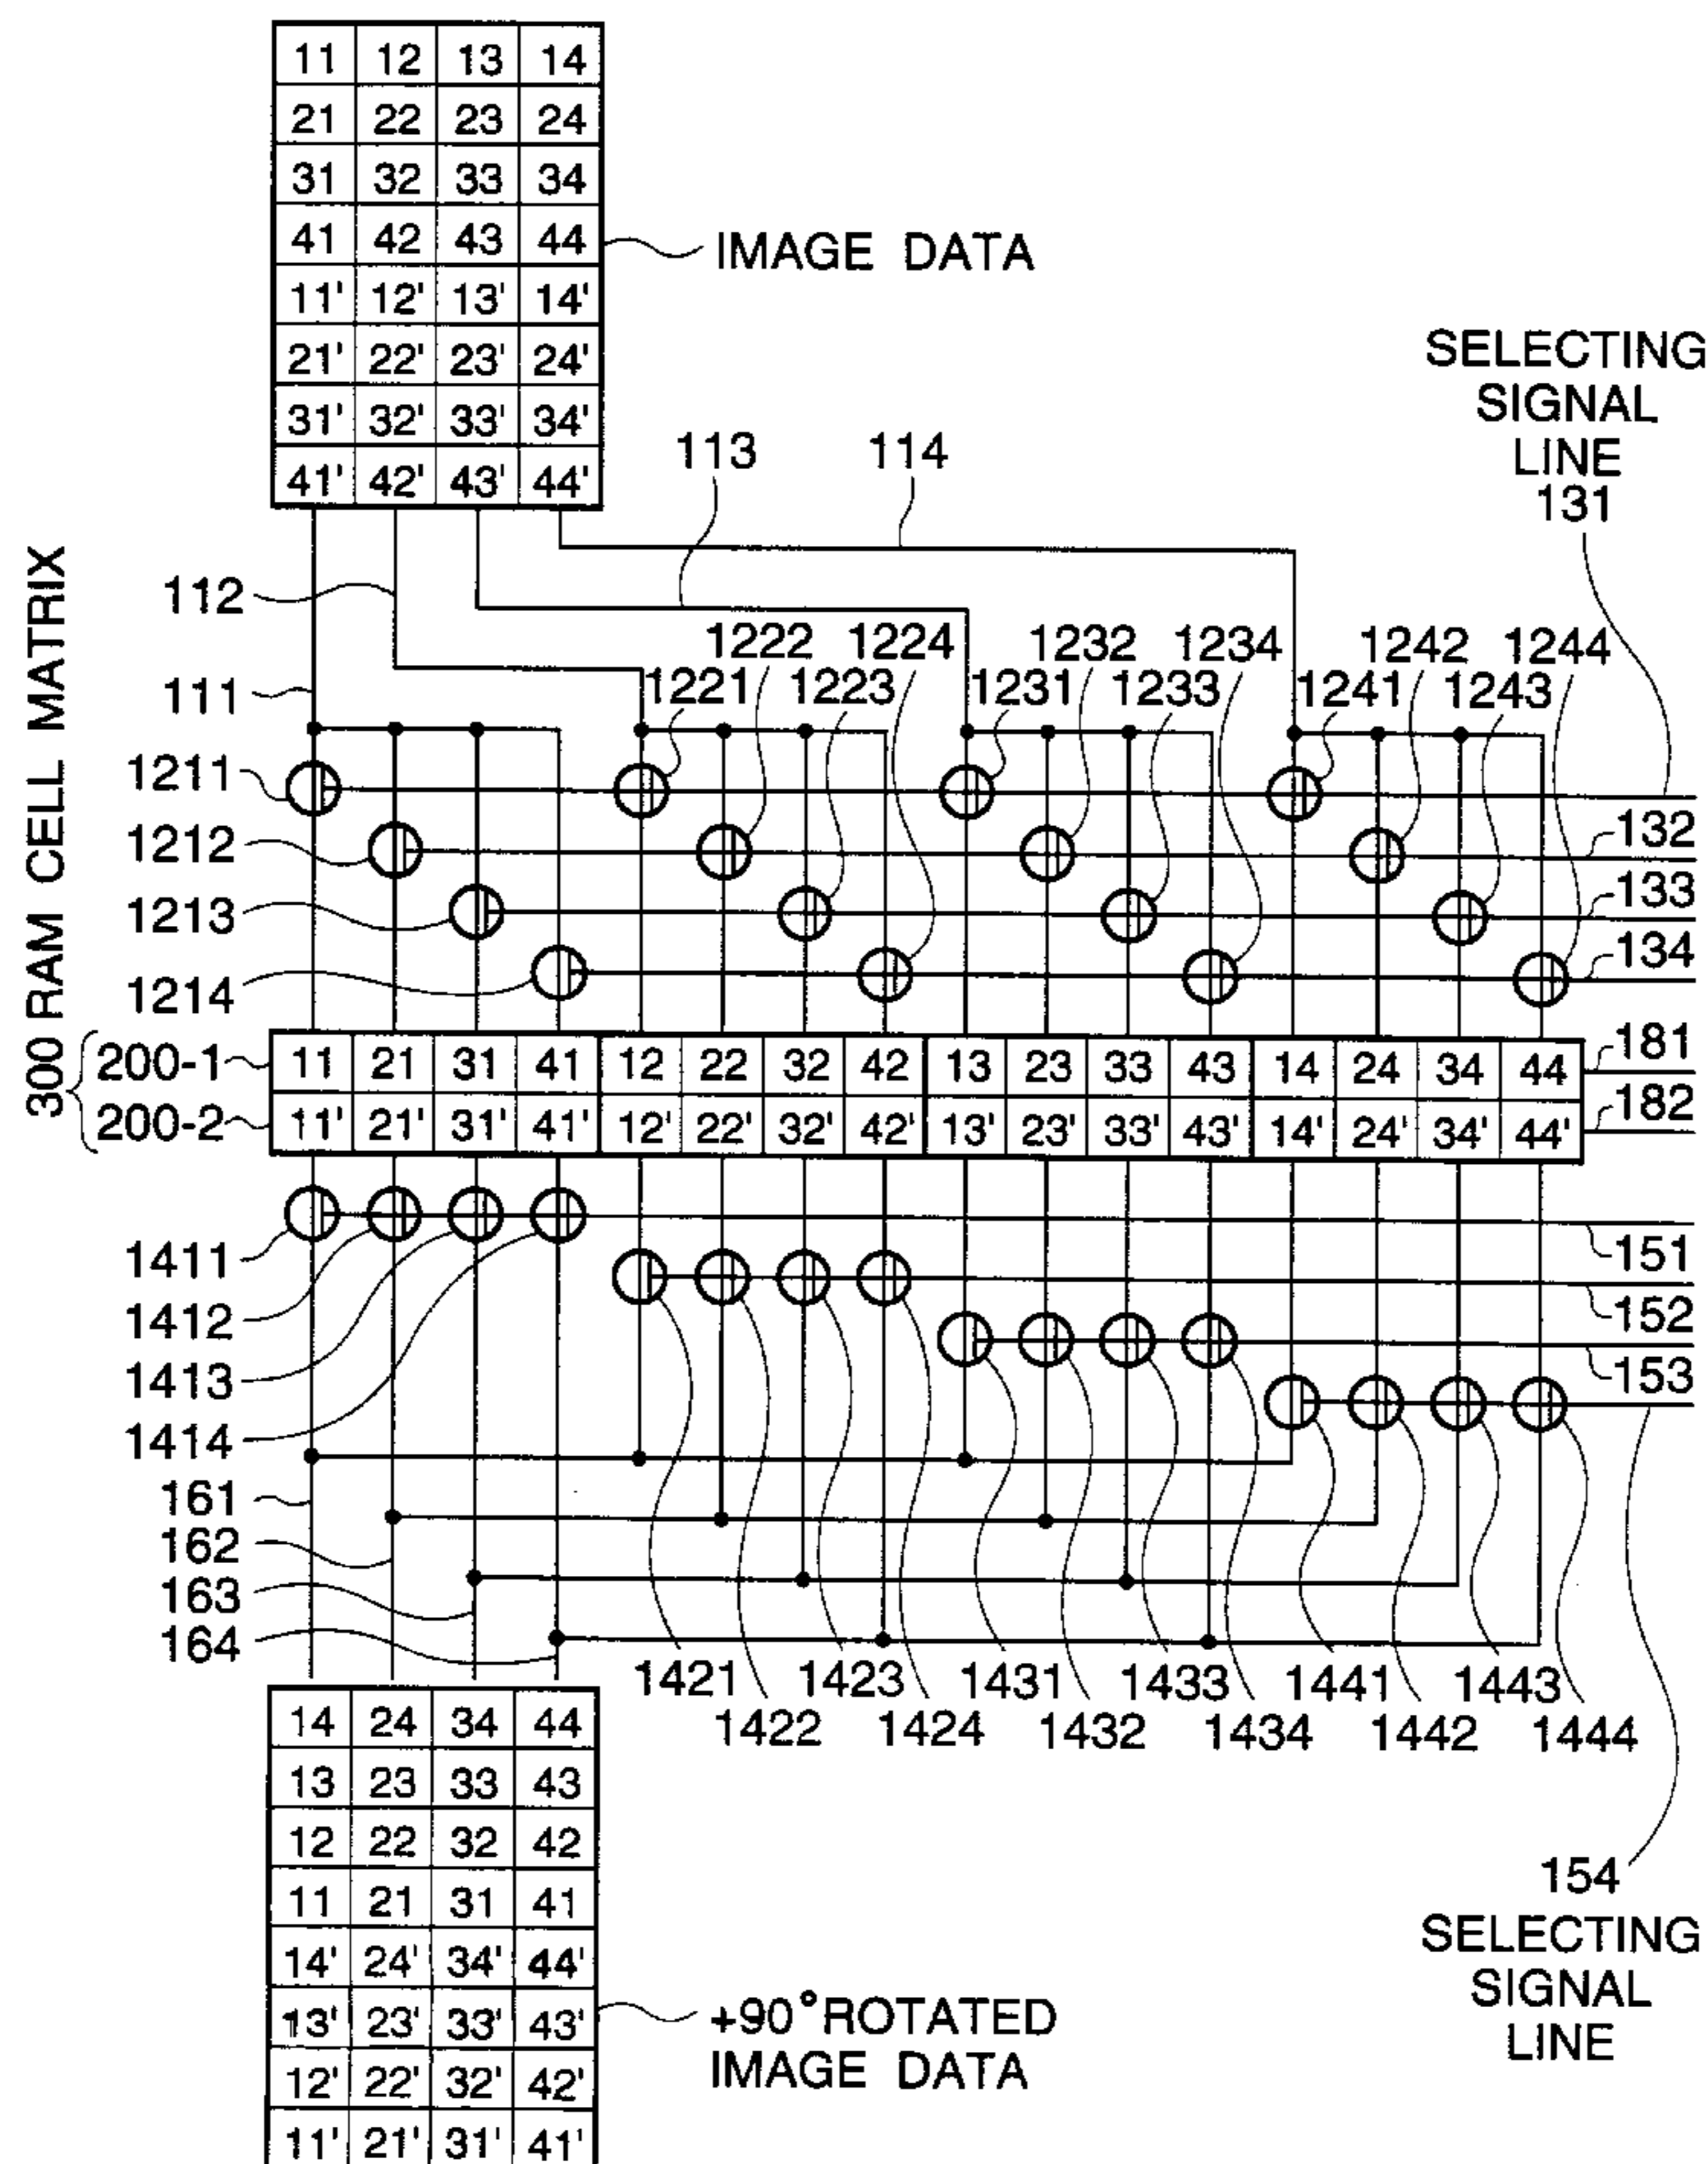 11 12 13 14
21 22 23 24
31 32 33 34
41 42 43 44
IMAGE DATA
11' 12' 13' 14'
21' 22' 23' 24'
31' 32' 33' 34'
41' 42' 43' 44'
SELECTING
SIGNAL
LINE
131
113 114
112
111
1222 1224 1232 1234 1242 1244
1221 1223 1231 1233 1241 1243
1211
1212
1213
1214
132
133
134
300 RAM CELL MATRIX
200-1 11 21 31 41 12 22 32 42 13 23 33 43 14 24 34 44 181
200-2 11' 21' 31' 41' 12' 22' 32' 42' 13' 23' 33' 43' 14' 24' 34' 44' 182
1411
1412
1413
1414
151
152
153
161
162
163
164
1421 1423 1431 1433 1441 1443
1422 1424 1432 1434 1442 1444
14 24 34 44
13 23 33 43
12 22 32 42
11 21 31 41
14' 24' 34' 44'
13' 23' 33' 43'
12' 22' 32' 42'
11' 21' 31' 41'
+90°ROTATED
IMAGE DATA
154
SELECTING
SIGNAL
LINE